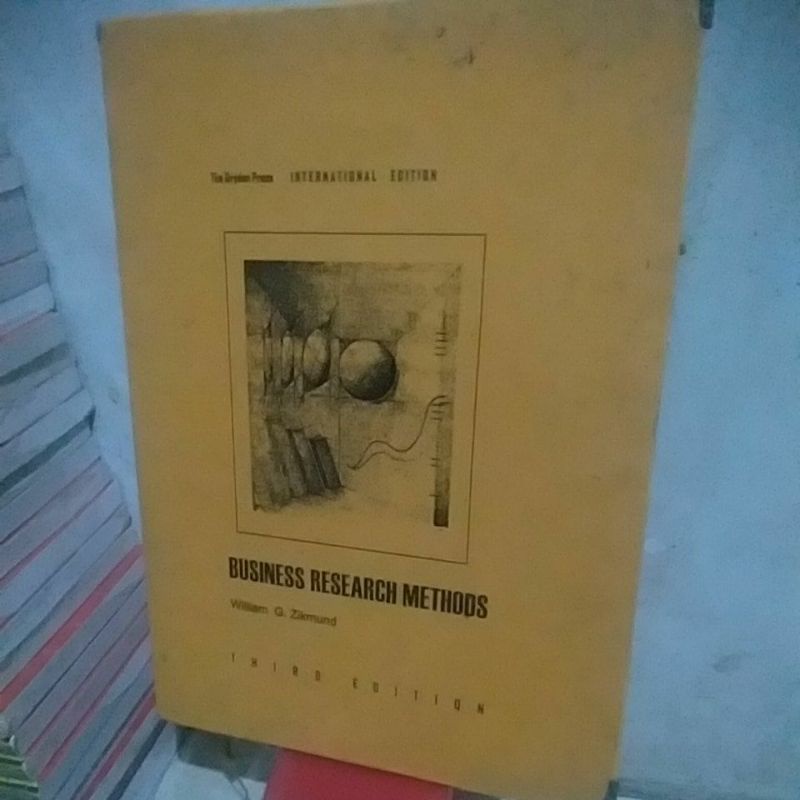 The Dryden Press INTERNATIONAL EDITION
BUSINESS RESEARCH METHODS
William G. Zikmund
THIRD EDITION